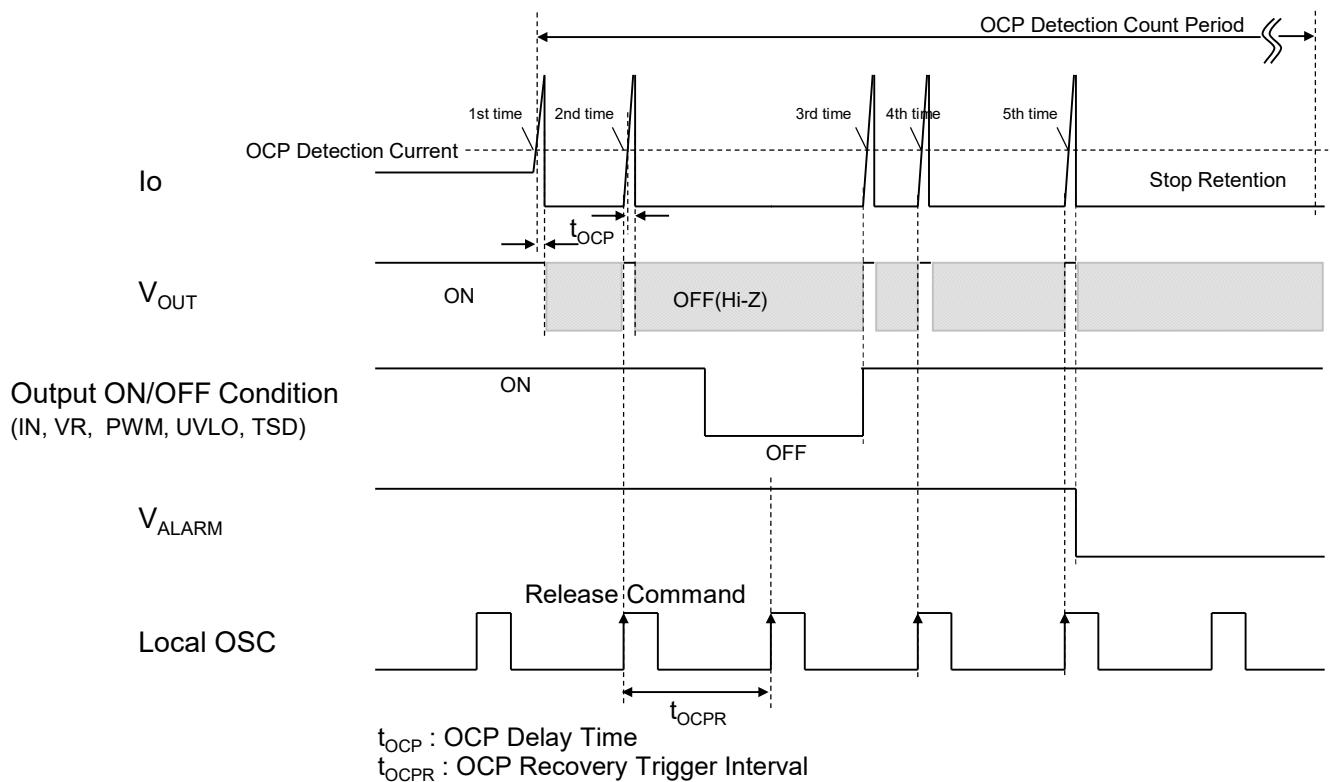 OCP Detection Count Period
1st time
2nd time
3rd time
4th time
5th time
OCP Detection Current
Io
Stop Retention
tOCP
VOUT
ON
OFF(Hi-Z)
Output ON/OFF Condition
(IN, VR, PWM, UVLO, TSD)
ON
OFF
VALARM
Release Command
Local OSC
tOCPR
tOCP : OCP Delay Time
tOCPR : OCP Recovery Trigger Interval